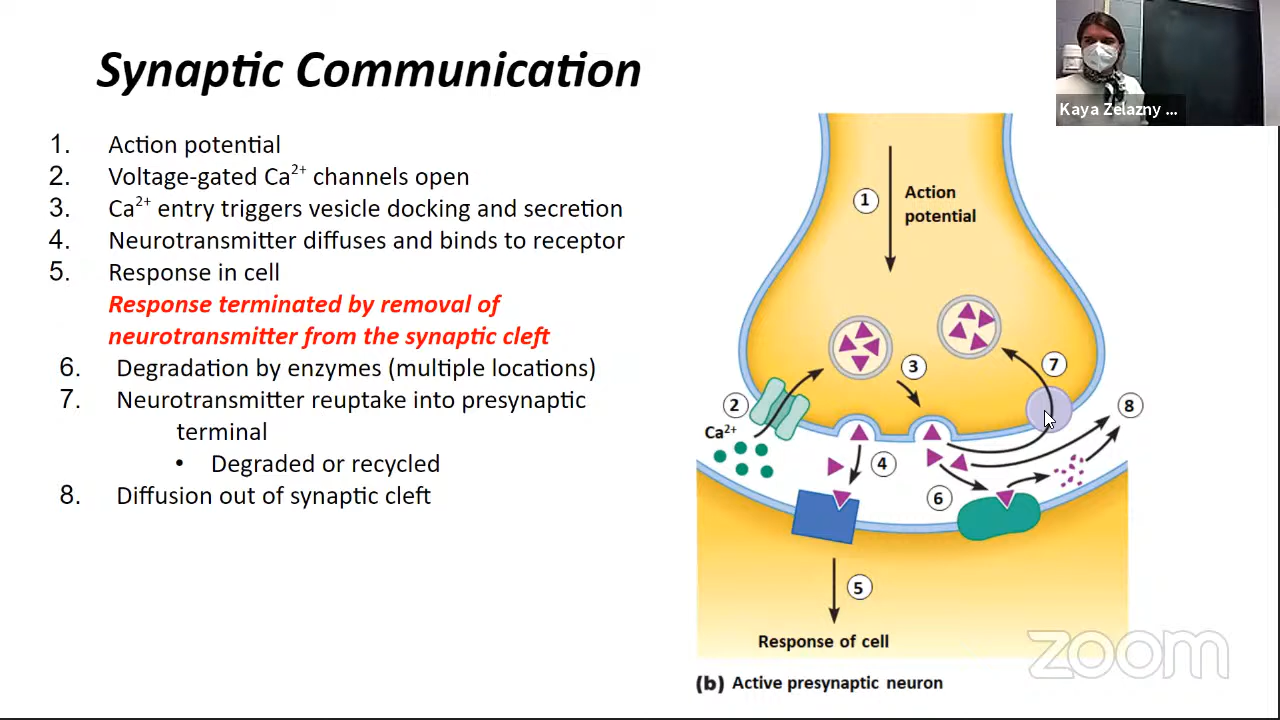 Synaptic Communication
Kaya Zelazny ...
1. Action potential
2. Voltage-gated Ca²⁺ channels open
3. Ca²⁺ entry triggers vesicle docking and secretion
4. Neurotransmitter diffuses and binds to receptor
5. Response in cell
Response terminated by removal of
neurotransmitter from the synaptic cleft
6. Degradation by enzymes (multiple locations)
7. Neurotransmitter reuptake into presynaptic
terminal
• Degraded or recycled
8. Diffusion out of synaptic cleft
1
Action
potential
2
Ca²⁺
3
7
8
4
6
5
Response of cell
(b) Active presynaptic neuron
zoom